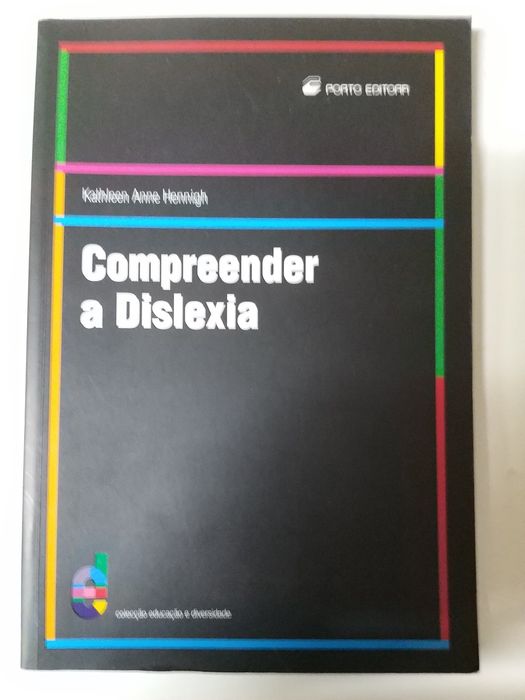 PORTO EDITORA
Kathleen Anne Hennigh
Compreender
a Dislexia
colecção educação e diversidade